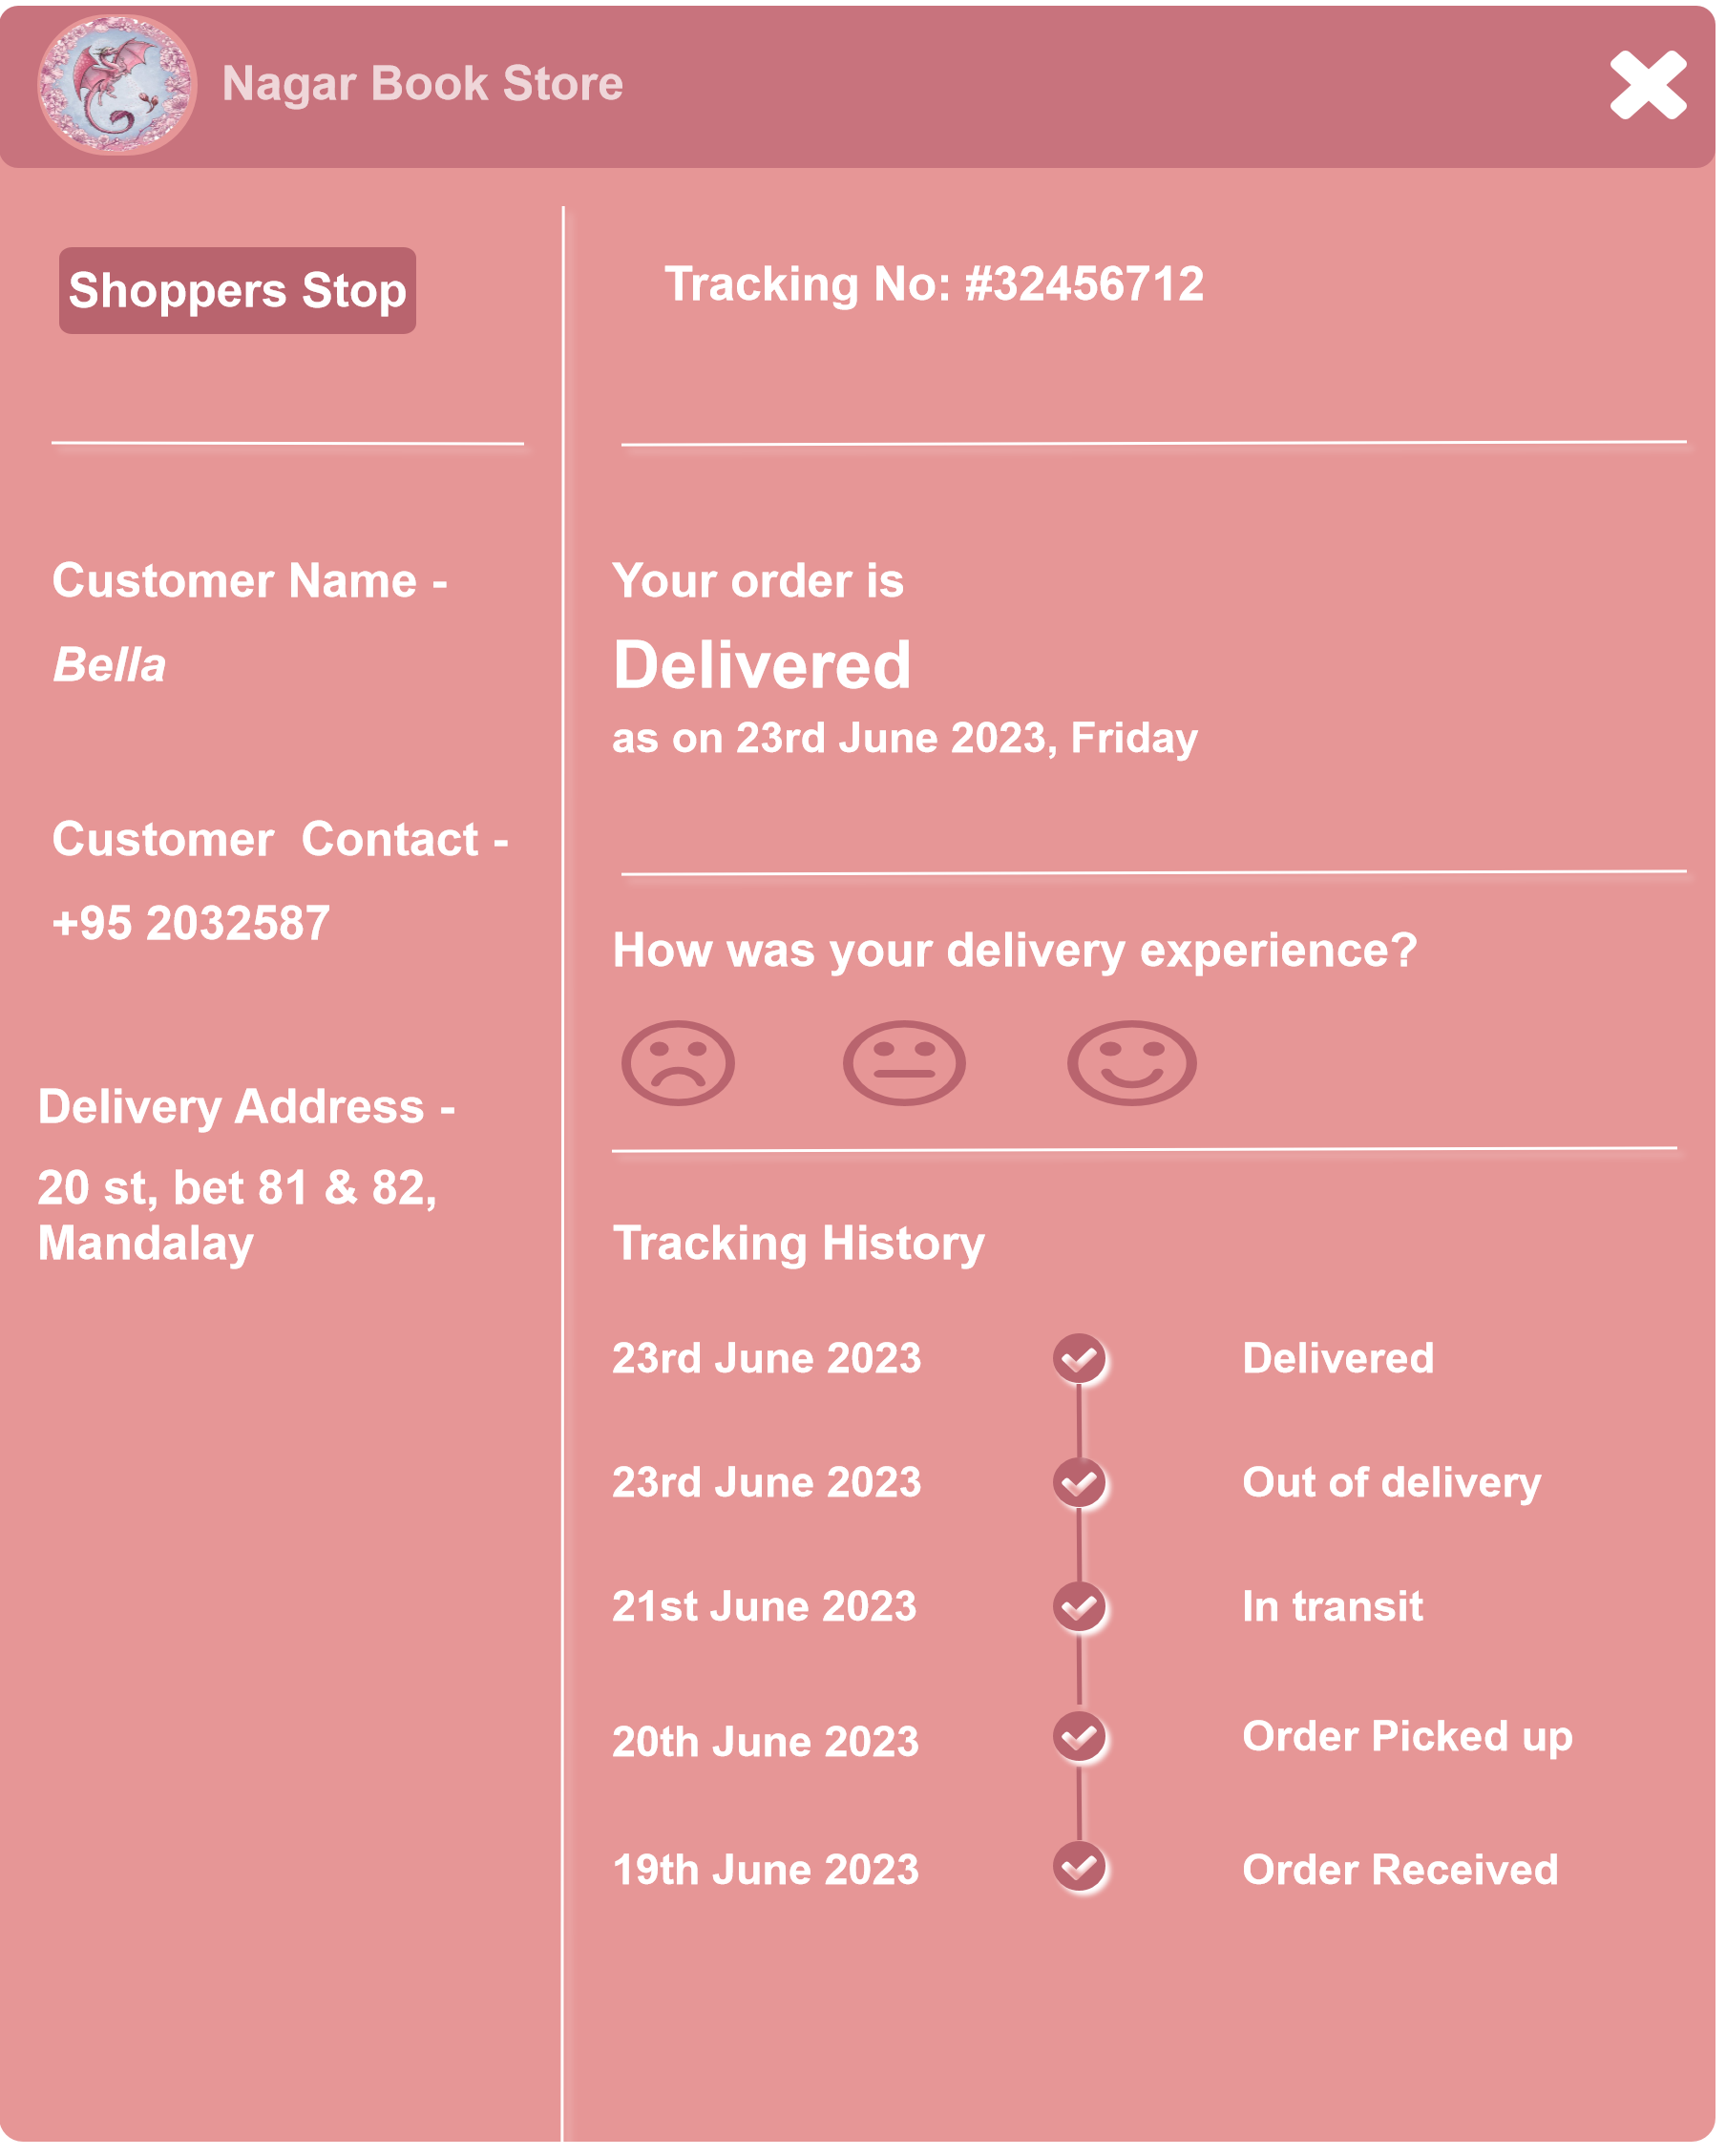 Nagar Book Store
Shoppers Stop
Tracking No: #32456712
Customer Name -
Bella
Customer  Contact -
+95 2032587
Delivery Address -
20 st, bet 81 & 82,
Mandalay
Your order is
Delivered
as on 23rd June 2023, Friday
How was your delivery experience?
Tracking History
23rd June 2023 Delivered
23rd June 2023 Out of delivery
21st June 2023 In transit
20th June 2023 Order Picked up
19th June 2023 Order Received